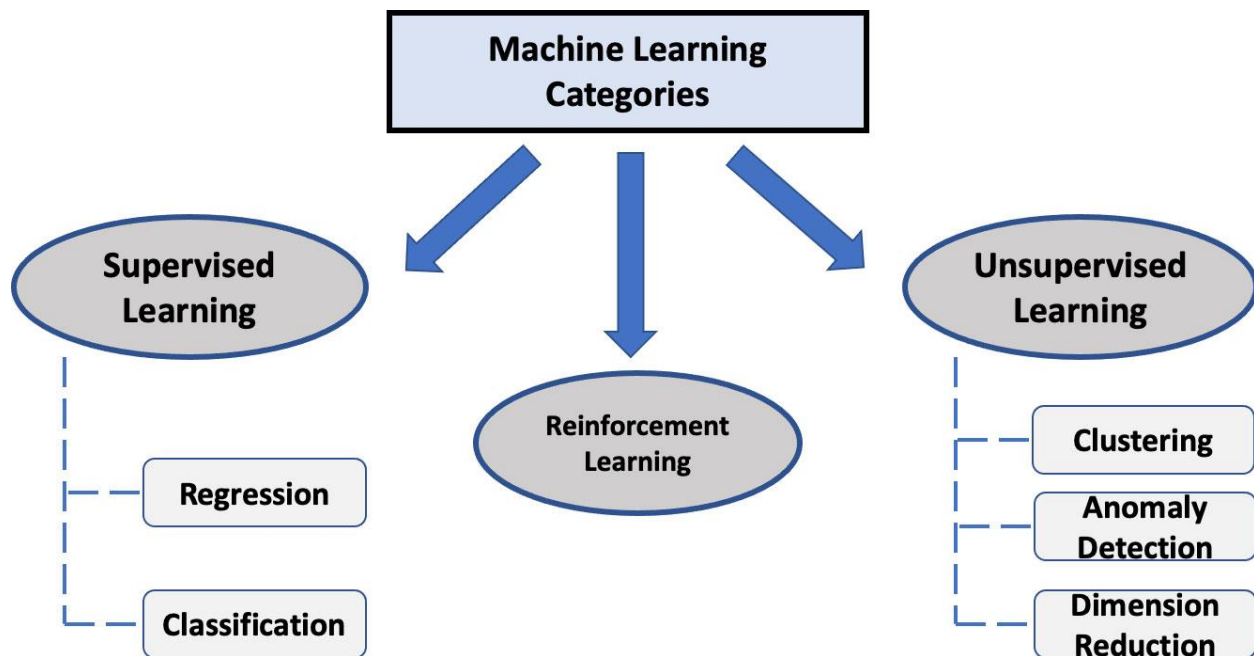 Machine Learning
Categories
Supervised
Learning
Unsupervised
Learning
Reinforcement
Learning
Regression
Classification
Clustering
Anomaly
Detection
Dimension
Reduction